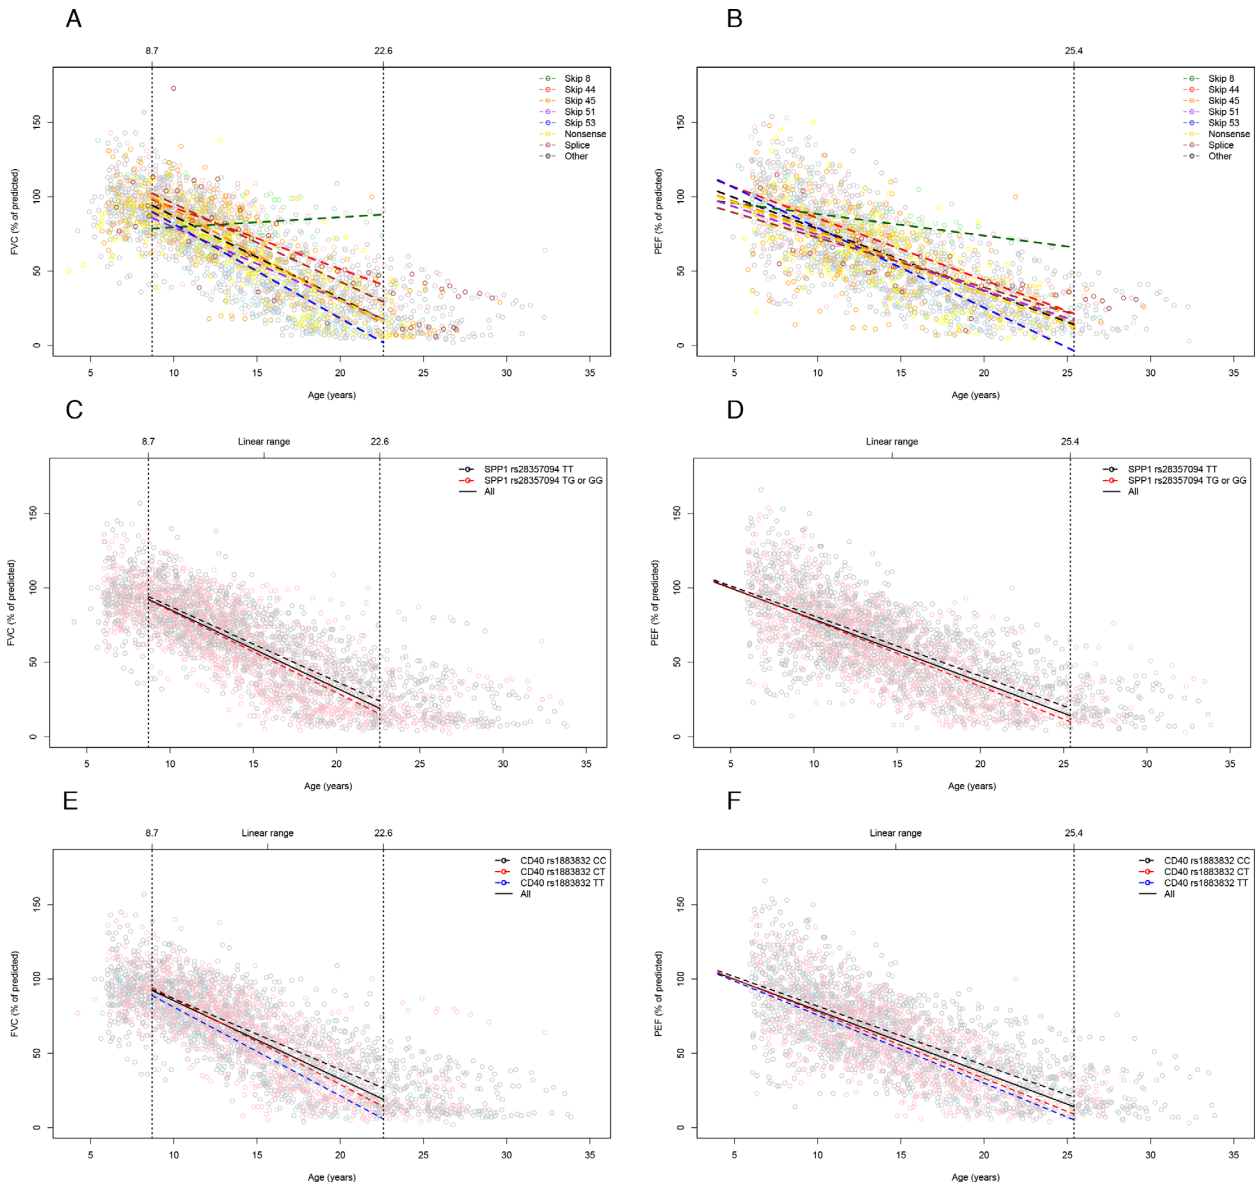 A
8.7 22.6
Skip 8
Skip 44
Skip 45
Skip 51
Skip 53
Nonsense
Splice
Other
FVC (% of predicted)
0 50 100 150
5 10 15 20 25 30 35
Age (years)
B
25.4
Skip 8
Skip 44
Skip 45
Skip 51
Skip 53
Nonsense
Splice
Other
PEF (% of predicted)
0 50 100 150
5 10 15 20 25 30 35
Age (years)
C
8.7 Linear range 22.6
SPP1 rs28357094 TT
SPP1 rs28357094 TG or GG
All
FVC (% of predicted)
0 50 100 150
5 10 15 20 25 30 35
Age (years)
D
Linear range 25.4
SPP1 rs28357094 TT
SPP1 rs28357094 TG or GG
All
PEF (% of predicted)
0 50 100 150
5 10 15 20 25 30 35
Age (years)
E
8.7 Linear range 22.6
CD40 rs1883832 CC
CD40 rs1883832 CT
CD40 rs1883832 TT
All
FVC (% of predicted)
0 50 100 150
5 10 15 20 25 30 35
Age (years)
F
Linear range 25.4
CD40 rs1883832 CC
CD40 rs1883832 CT
CD40 rs1883832 TT
All
PEF (% of predicted)
0 50 100 150
5 10 15 20 25 30 35
Age (years)